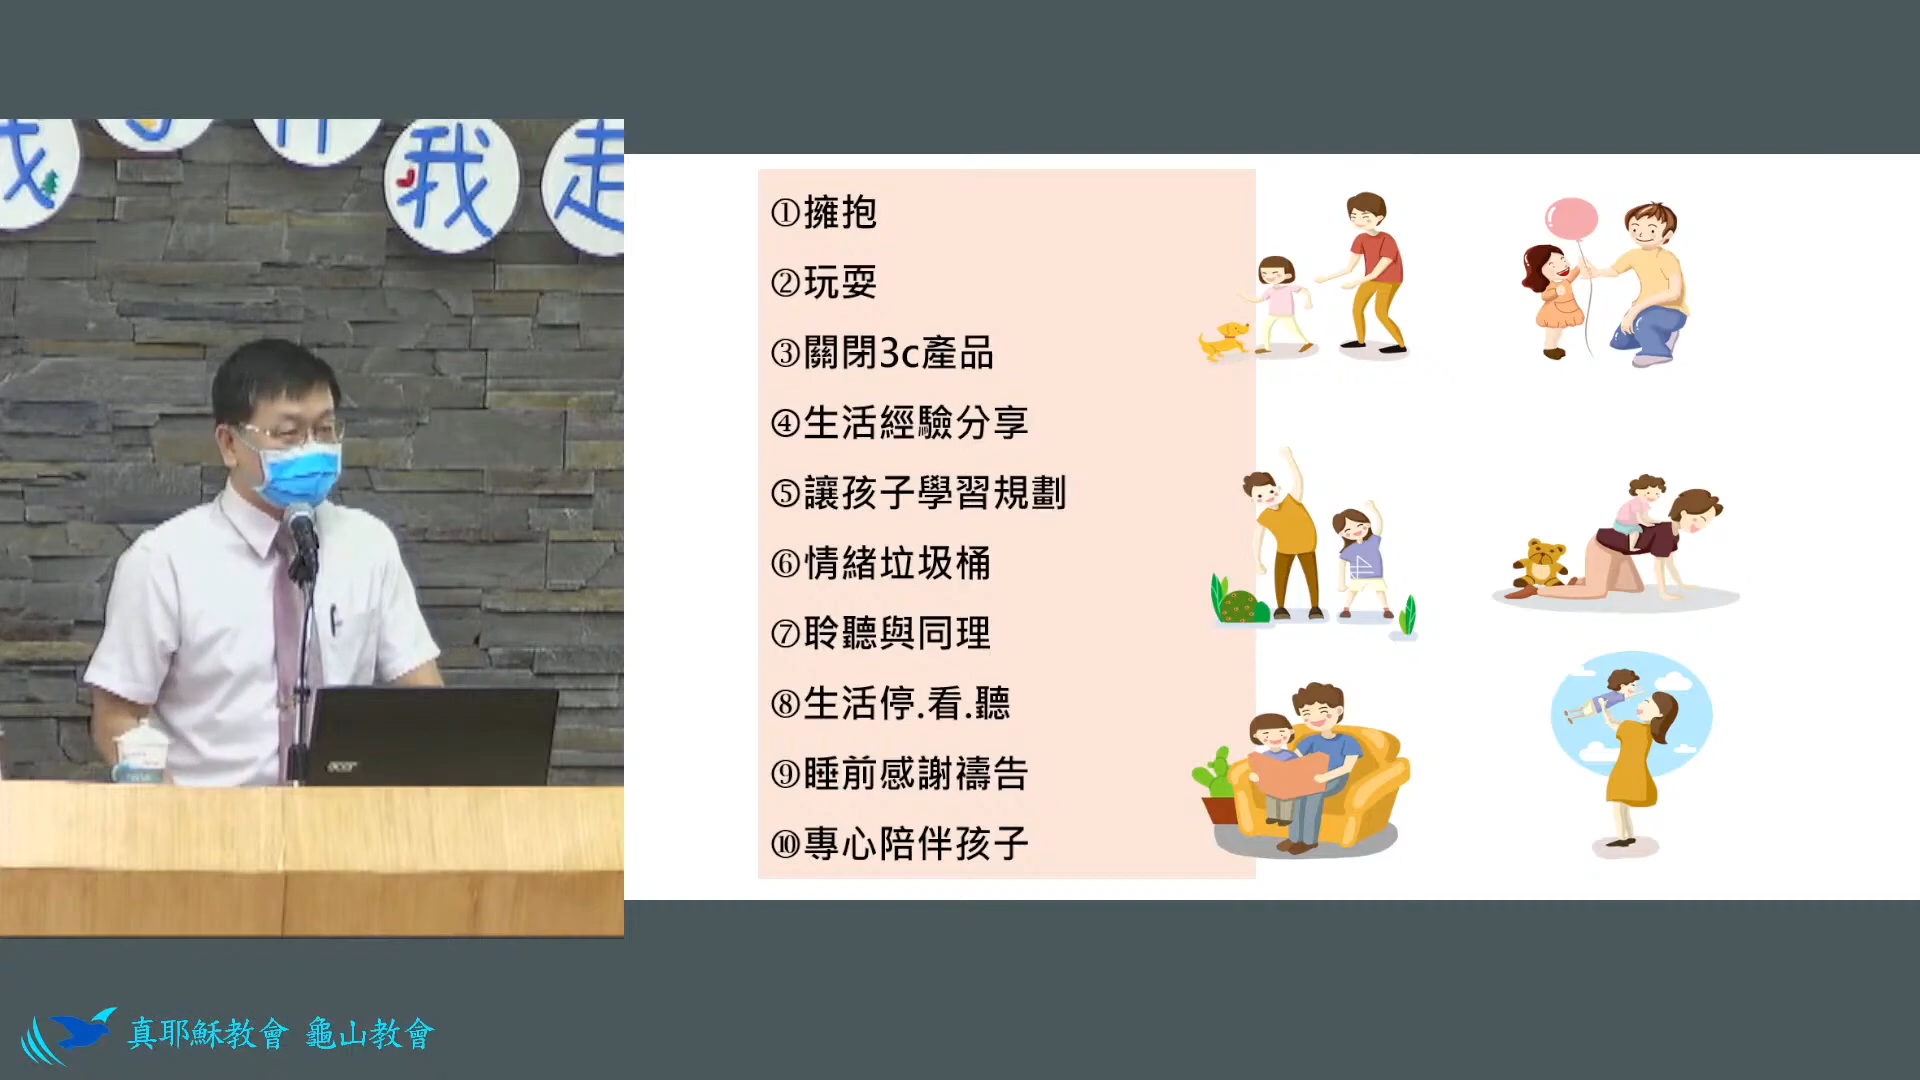 我 走
①擁抱
②玩耍
③關閉3c產品
④生活經驗分享
⑤讓孩子學習規劃
⑥情緒垃圾桶
⑦聆聽與同理
⑧生活停.看.聽
⑨睡前感謝禱告
⑩專心陪伴孩子
acer
真耶穌教會 龜山教會